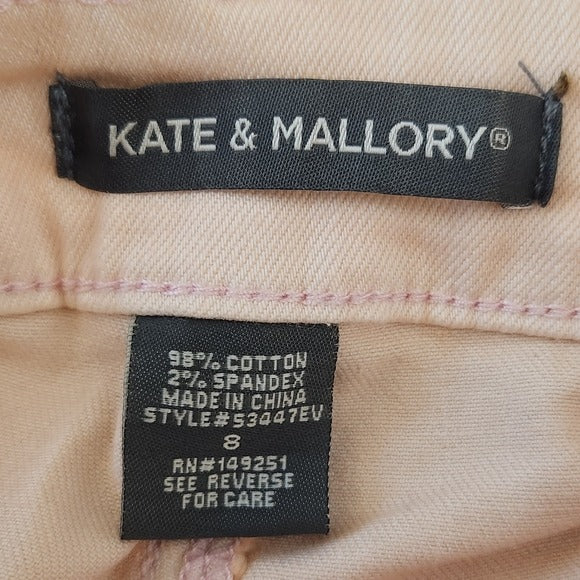 KATE & MALLORY®
98% COTTON
2% SPANDEX
MADE IN CHINA
STYLE#53447EV
8
RN#149251
SEE REVERSE
FOR CARE